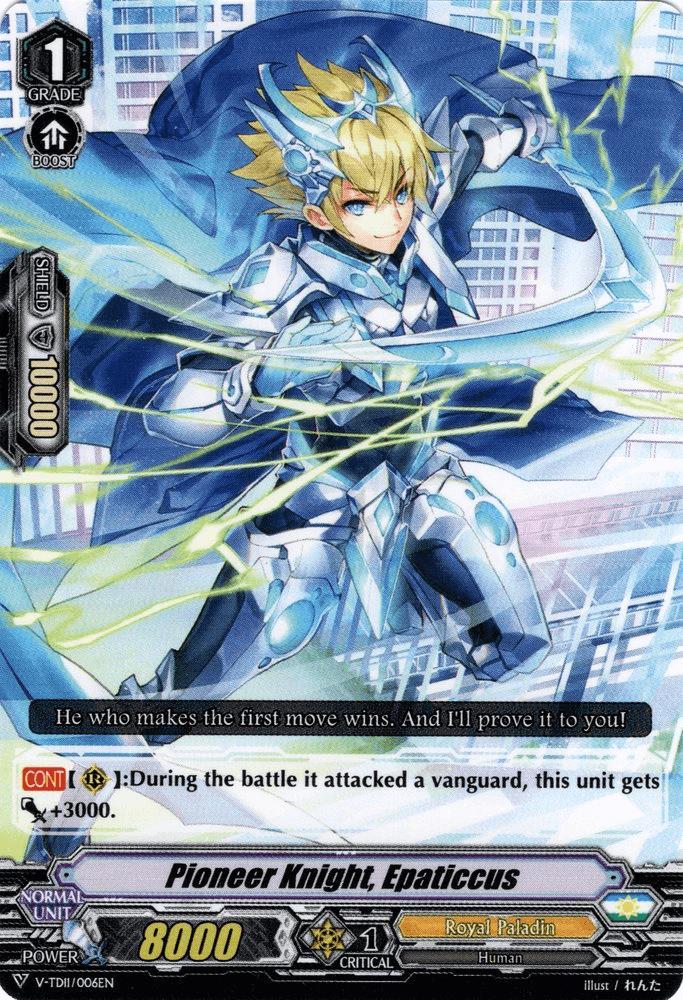 1
GRADE
BOOST
SHIELD 10000
He who makes the first move wins. And I'll prove it to you!
CONT【R】:During the battle it attacked a vanguard, this unit gets
+3000.
Pioneer Knight, Epaticcus
NORMAL
UNIT
POWER 8000
1
CRITICAL
Royal Paladin
Human
V-TD11/006EN
illust / れんた